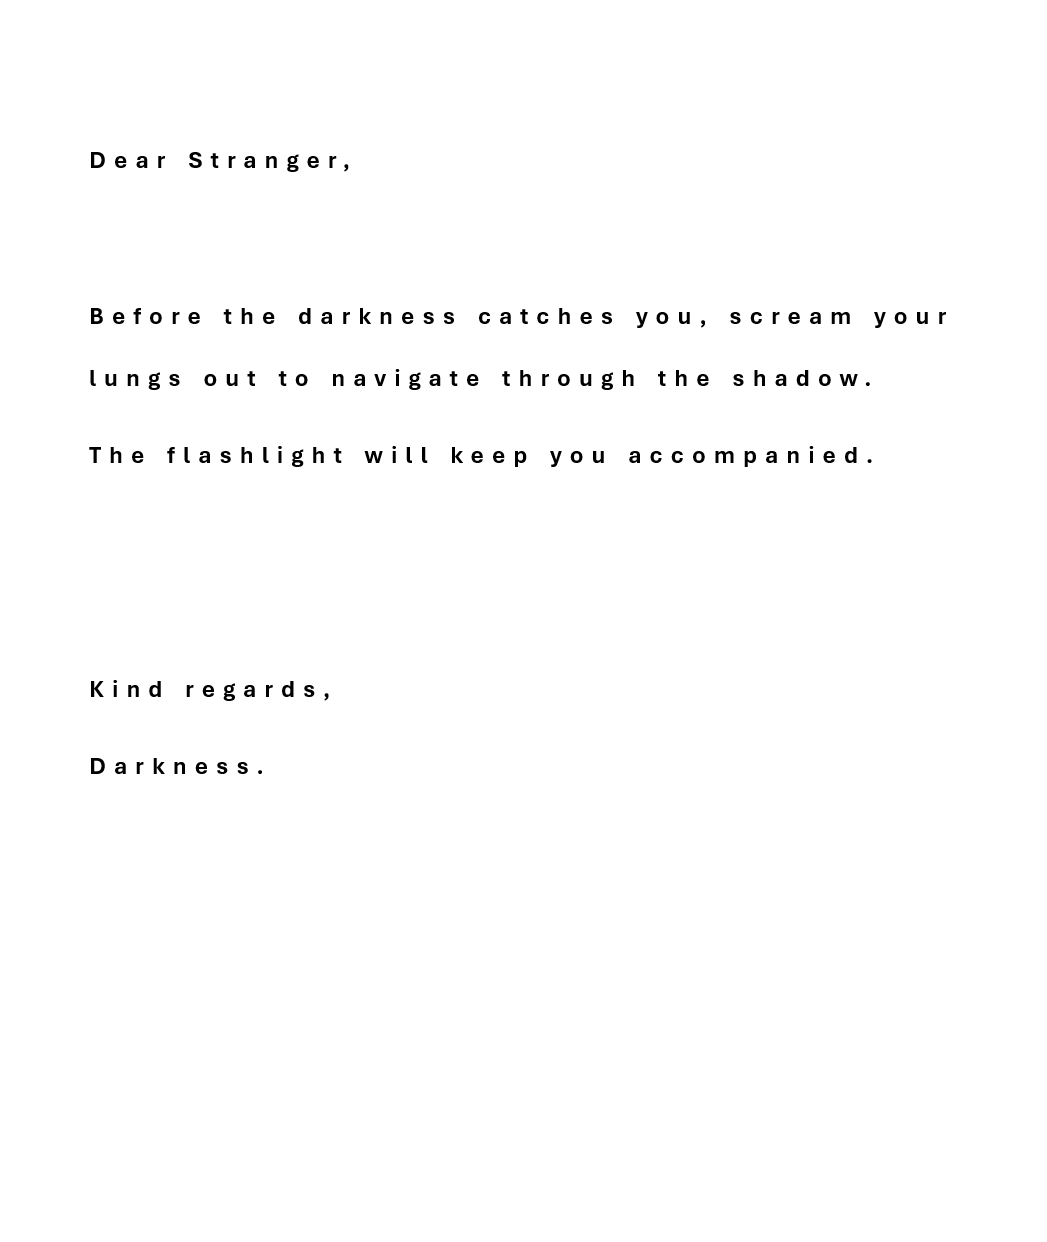 Dear Stranger,
Before the darkness catches you, scream your
lungs out to navigate through the shadow.
The flashlight will keep you accompanied.
Kind regards,
Darkness.